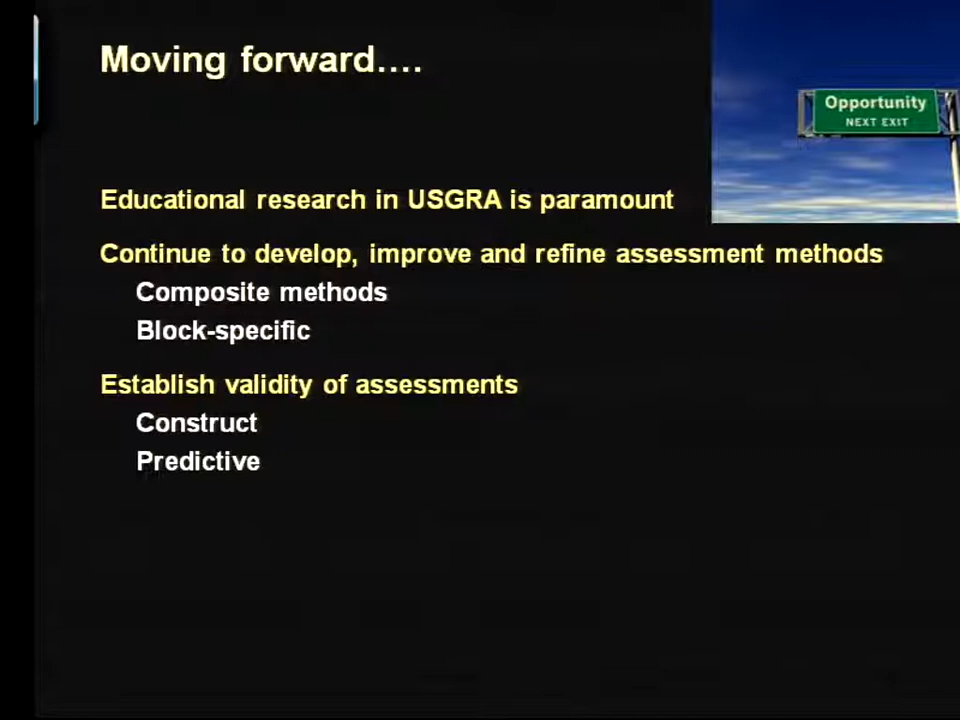 Moving forward....
Opportunity
NEXT EXIT
Educational research in USGRA is paramount
Continue to develop, improve and refine assessment methods
Composite methods
Block-specific
Establish validity of assessments
Construct
Predictive